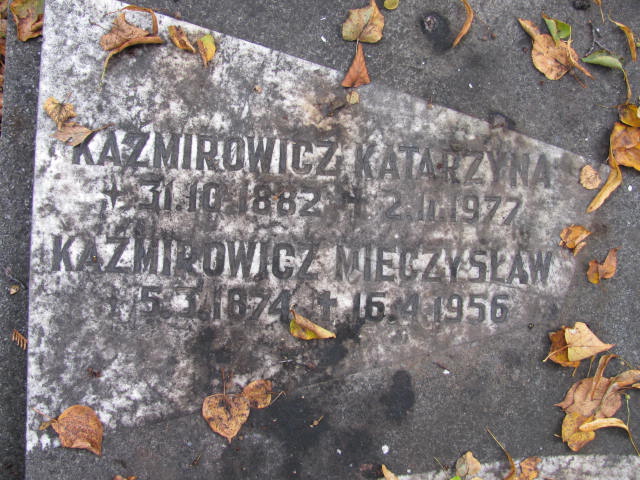 KAŹMIROWICZ KATARZYNA
* 31.10.1882 † 2.11.1977
KAŹMIROWICZ MIECZYSŁAW
* 5.3.1874 † 16.4.1956